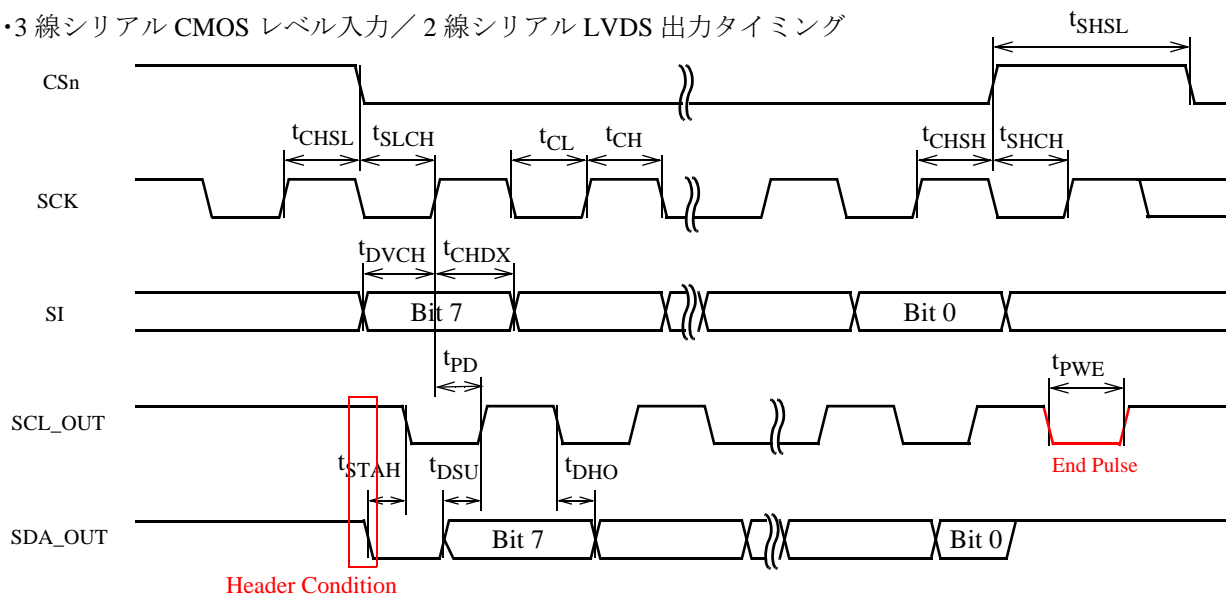 ・3 線シリアル CMOS レベル入力／ 2 線シリアル LVDS 出力タイミング
tSHSL
CSn
tCHSL
tSLCH
tCL
tCH
tCHSH
tSHCH
SCK
tDVCH
tCHDX
SI
Bit 7
Bit 0
tPD
tPWE
SCL_OUT
End Pulse
tSTAH
tDSU
tDHO
SDA_OUT
Bit 7
Bit 0
Header Condition